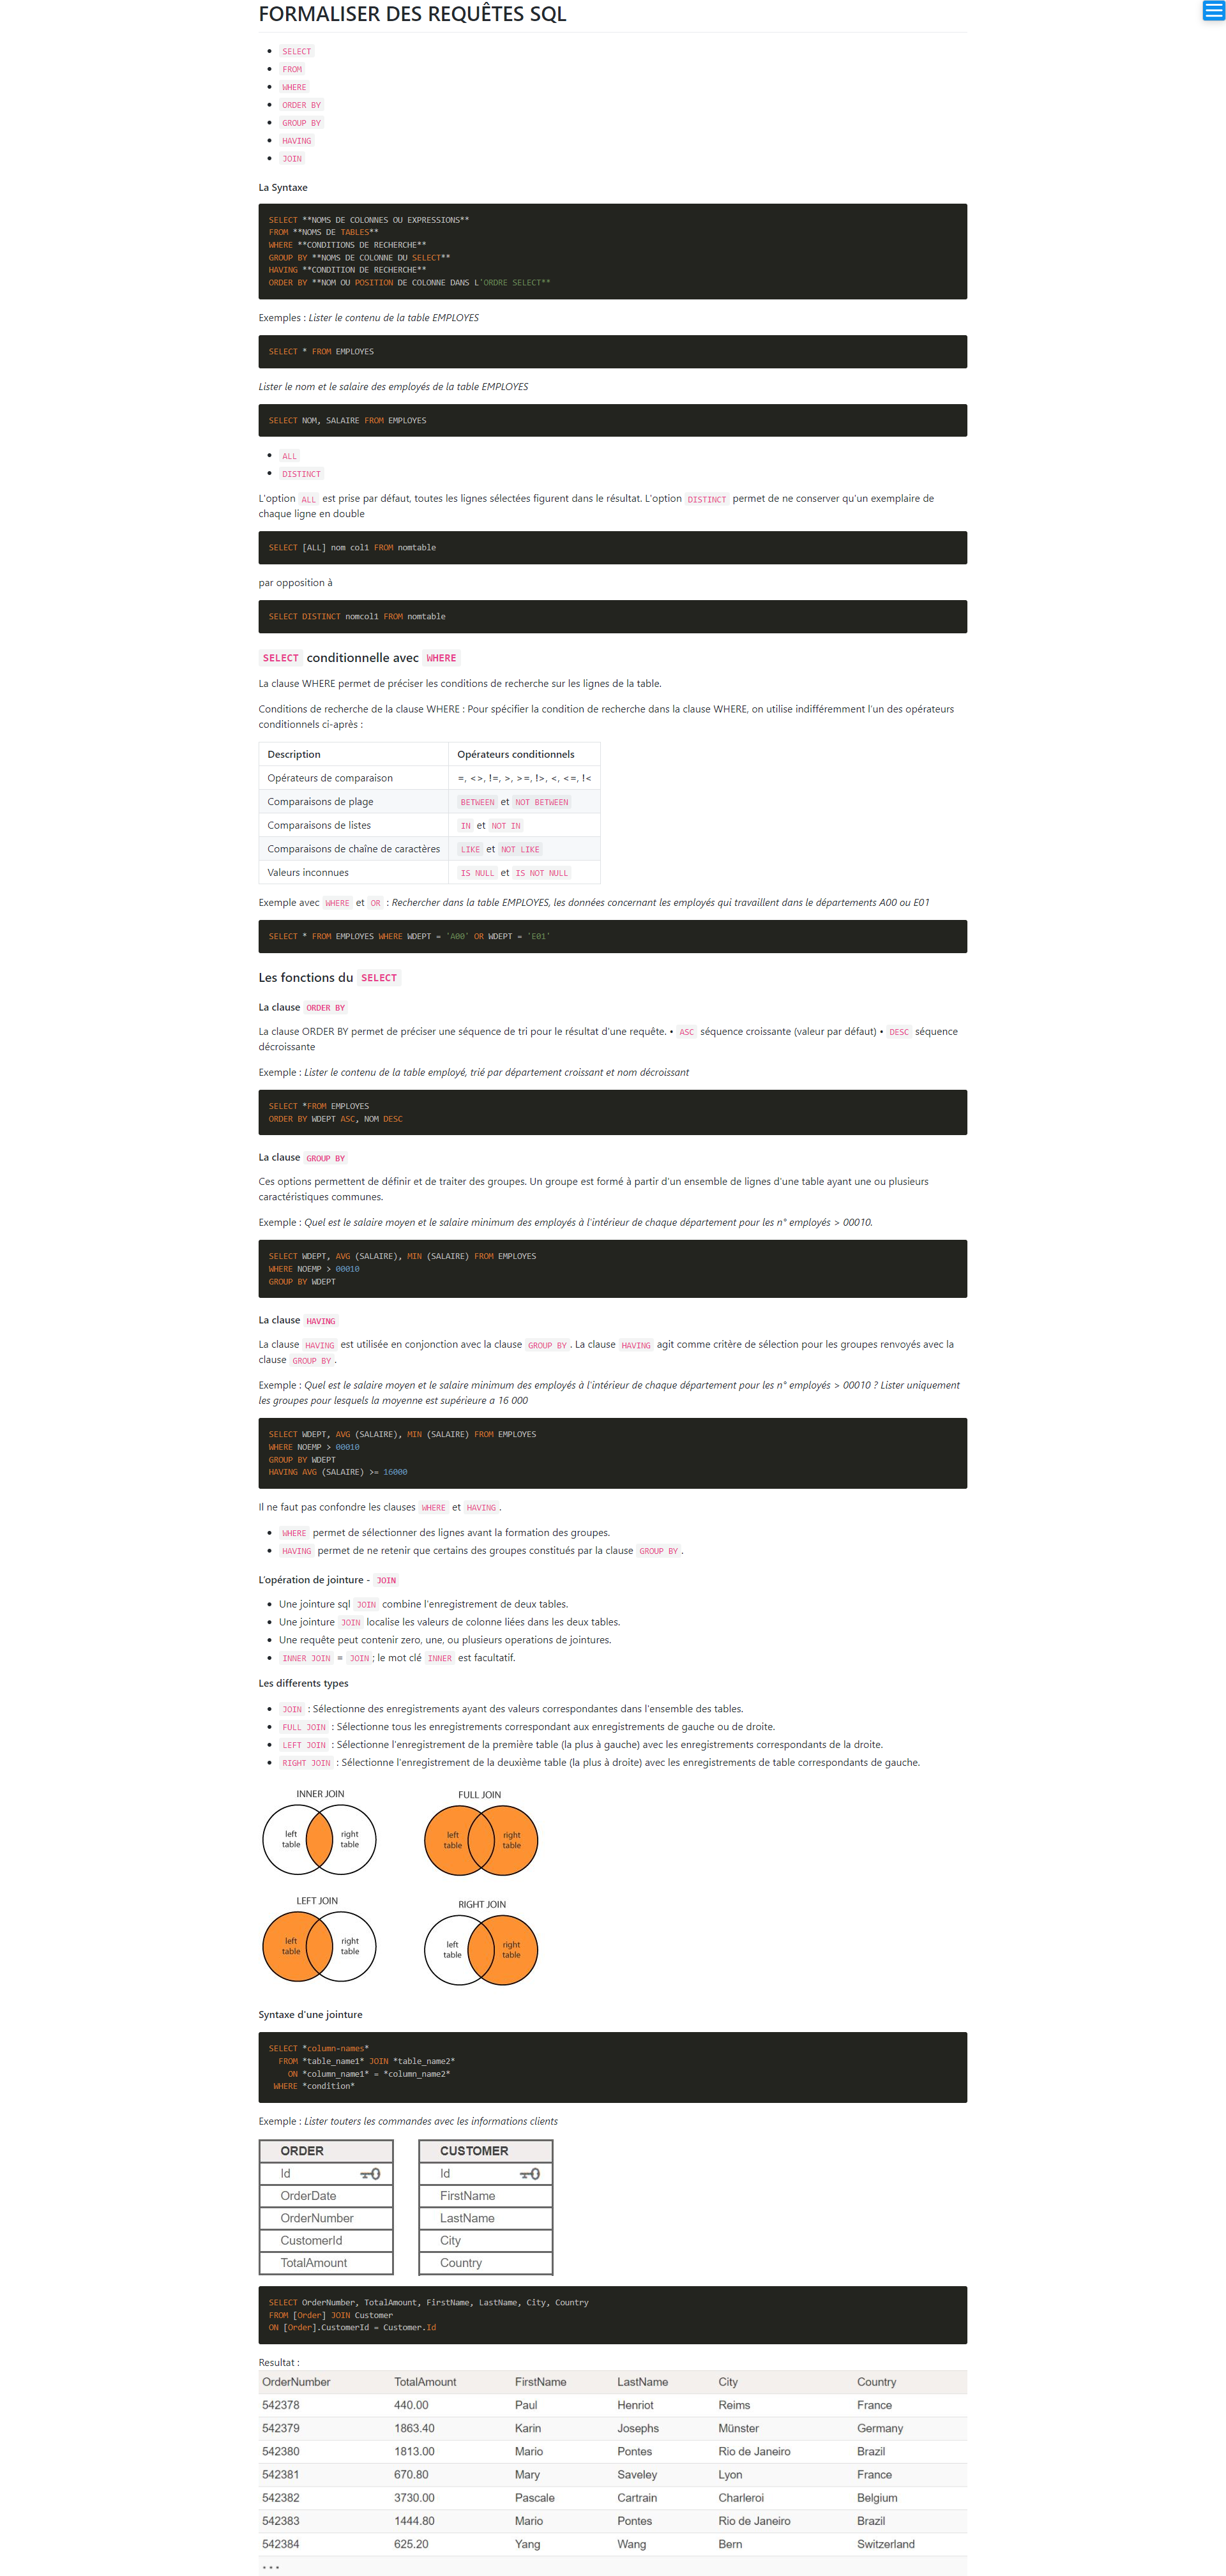 FORMALISER DES REQUÊTES SQL
SELECT
FROM
WHERE
ORDER BY
GROUP BY
HAVING
JOIN
La Syntaxe
SELECT **NOMS DE COLONNES OU EXPRESSIONS**
FROM **NOMS DE TABLES**
WHERE **CONDITIONS DE RECHERCHE**
GROUP BY **NOMS DE COLONNE DU SELECT**
HAVING **CONDITION DE RECHERCHE**
ORDER BY **NOM OU POSITION DE COLONNE DANS L'ORDRE SELECT**
Exemples : Lister le contenu de la table EMPLOYES
SELECT * FROM EMPLOYES
Lister le nom et le salaire des employés de la table EMPLOYES
SELECT NOM, SALAIRE FROM EMPLOYES
ALL
DISTINCT
L'option ALL est prise par défaut, toutes les lignes sélectées figurent dans le résultat. L'option DISTINCT permet de ne conserver qu'un exemplaire de
chaque ligne en double
SELECT [ALL] nom col1 FROM nomtable
par opposition à
SELECT DISTINCT nomcol1 FROM nomtable
SELECT conditionnelle avec WHERE
La clause WHERE permet de préciser les conditions de recherche sur les lignes de la table.
Conditions de recherche de la clause WHERE : Pour spécifier la condition de recherche dans la clause WHERE, on utilise indifféremment l'un des opérateurs
conditionnels ci-après :
Description Opérateurs conditionnels
Opérateurs de comparaison =, <>, !=, >, >=, !>, <, <=, !<
Comparaisons de plage BETWEEN et NOT BETWEEN
Comparaisons de listes IN et NOT IN
Comparaisons de chaîne de caractères LIKE et NOT LIKE
Valeurs inconnues IS NULL et IS NOT NULL
Exemple avec WHERE et OR : Rechercher dans la table EMPLOYES, les données concernant les employés qui travaillent dans le départements A00 ou E01
SELECT * FROM EMPLOYES WHERE WDEPT = 'A00' OR WDEPT = 'E01'
Les fonctions du SELECT
La clause ORDER BY
La clause ORDER BY permet de préciser une séquence de tri pour le résultat d'une requête. • ASC séquence croissante (valeur par défaut) • DESC séquence
décroissante
Exemple : Lister le contenu de la table employé, trié par département croissant et nom décroissant
SELECT *FROM EMPLOYES
ORDER BY WDEPT ASC, NOM DESC
La clause GROUP BY
Ces options permettent de définir et de traiter des groupes. Un groupe est formé à partir d'un ensemble de lignes d'une table ayant une ou plusieurs
caractéristiques communes.
Exemple : Quel est le salaire moyen et le salaire minimum des employés à l'intérieur de chaque département pour les n° employés > 00010.
SELECT WDEPT, AVG (SALAIRE), MIN (SALAIRE) FROM EMPLOYES
WHERE NOEMP > 00010
GROUP BY WDEPT
La clause HAVING
La clause HAVING est utilisée en conjonction avec la clause GROUP BY. La clause HAVING agit comme critère de sélection pour les groupes renvoyés avec la
clause GROUP BY.
Exemple : Quel est le salaire moyen et le salaire minimum des employés à l'intérieur de chaque département pour les n° employés > 00010 ? Lister uniquement
les groupes pour lesquels la moyenne est supérieure a 16 000
SELECT WDEPT, AVG (SALAIRE), MIN (SALAIRE) FROM EMPLOYES
WHERE NOEMP > 00010
GROUP BY WDEPT
HAVING AVG (SALAIRE) >= 16000
Il ne faut pas confondre les clauses WHERE et HAVING.
WHERE permet de sélectionner des lignes avant la formation des groupes.
HAVING permet de ne retenir que certains des groupes constitués par la clause GROUP BY.
L'opération de jointure - JOIN
Une jointure sql JOIN combine l'enregistrement de deux tables.
Une jointure JOIN localise les valeurs de colonne liées dans les deux tables.
Une requête peut contenir zero, une, ou plusieurs operations de jointures.
INNER JOIN = JOIN ; le mot clé INNER est facultatif.
Les differents types
JOIN : Sélectionne des enregistrements ayant des valeurs correspondantes dans l'ensemble des tables.
FULL JOIN : Sélectionne tous les enregistrements correspondant aux enregistrements de gauche ou de droite.
LEFT JOIN : Sélectionne l'enregistrement de la première table (la plus à gauche) avec les enregistrements correspondants de la droite.
RIGHT JOIN : Sélectionne l'enregistrement de la deuxième table (la plus à droite) avec les enregistrements de table correspondants de gauche.
INNER JOIN FULL JOIN
left right left right
table table table table
LEFT JOIN RIGHT JOIN
left right left right
table table table table
Syntaxe d'une jointure
SELECT *column-names*
FROM *table_name1* JOIN *table_name2*
ON *column_name1* = *column_name2*
WHERE *condition*
Exemple : Lister touters les commandes avec les informations clients
ORDER CUSTOMER
Id Id
OrderDate FirstName
OrderNumber LastName
CustomerId City
TotalAmount Country
SELECT OrderNumber, TotalAmount, FirstName, LastName, City, Country
FROM [Order] JOIN Customer
ON [Order].CustomerId = Customer.Id
Resultat :
OrderNumber TotalAmount FirstName LastName City Country
542378 440.00 Paul Henriot Reims France
542379 1863.40 Karin Josephs Münster Germany
542380 1813.00 Mario Pontes Rio de Janeiro Brazil
542381 670.80 Mary Saveley Lyon France
542382 3730.00 Pascale Cartrain Charleroi Belgium
542383 1444.80 Mario Pontes Rio de Janeiro Brazil
542384 625.20 Yang Wang Bern Switzerland
...